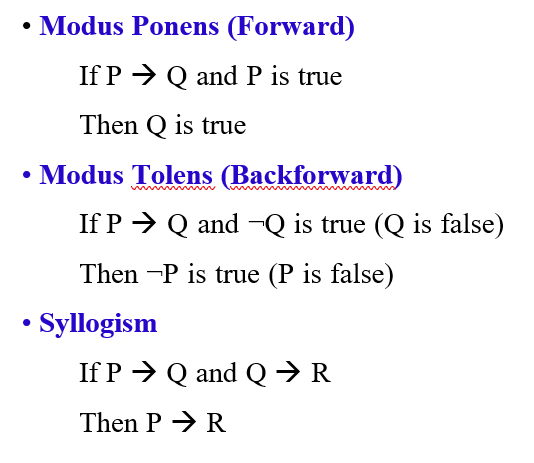 • Modus Ponens (Forward)
If P → Q and P is true
Then Q is true
• Modus Tolens (Backforward)
If P → Q and ¬Q is true (Q is false)
Then ¬P is true (P is false)
• Syllogism
If P → Q and Q → R
Then P → R